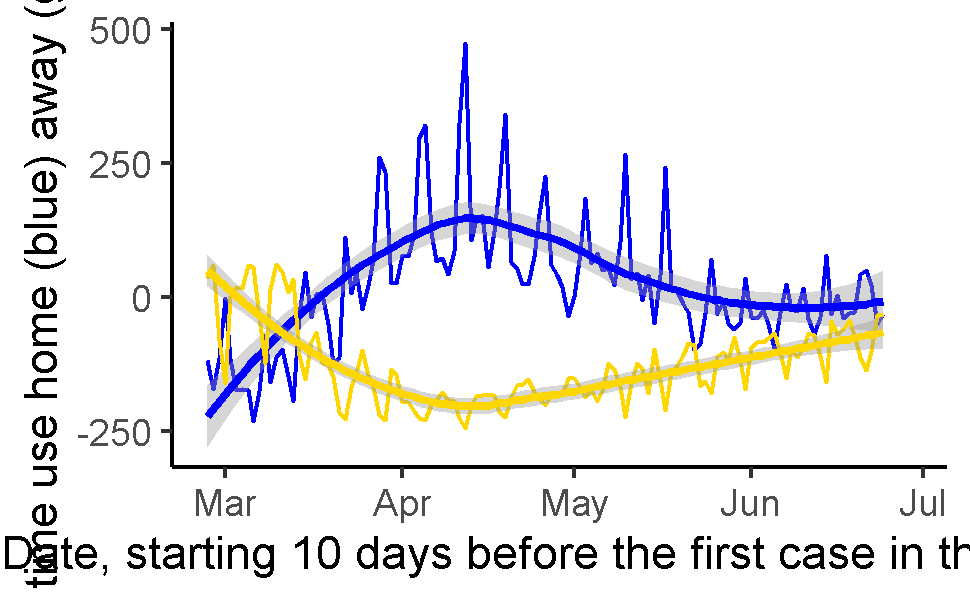 time use home (blue) away (
500
250
0
-250
Mar Apr May Jun Jul
Date, starting 10 days before the first case in th